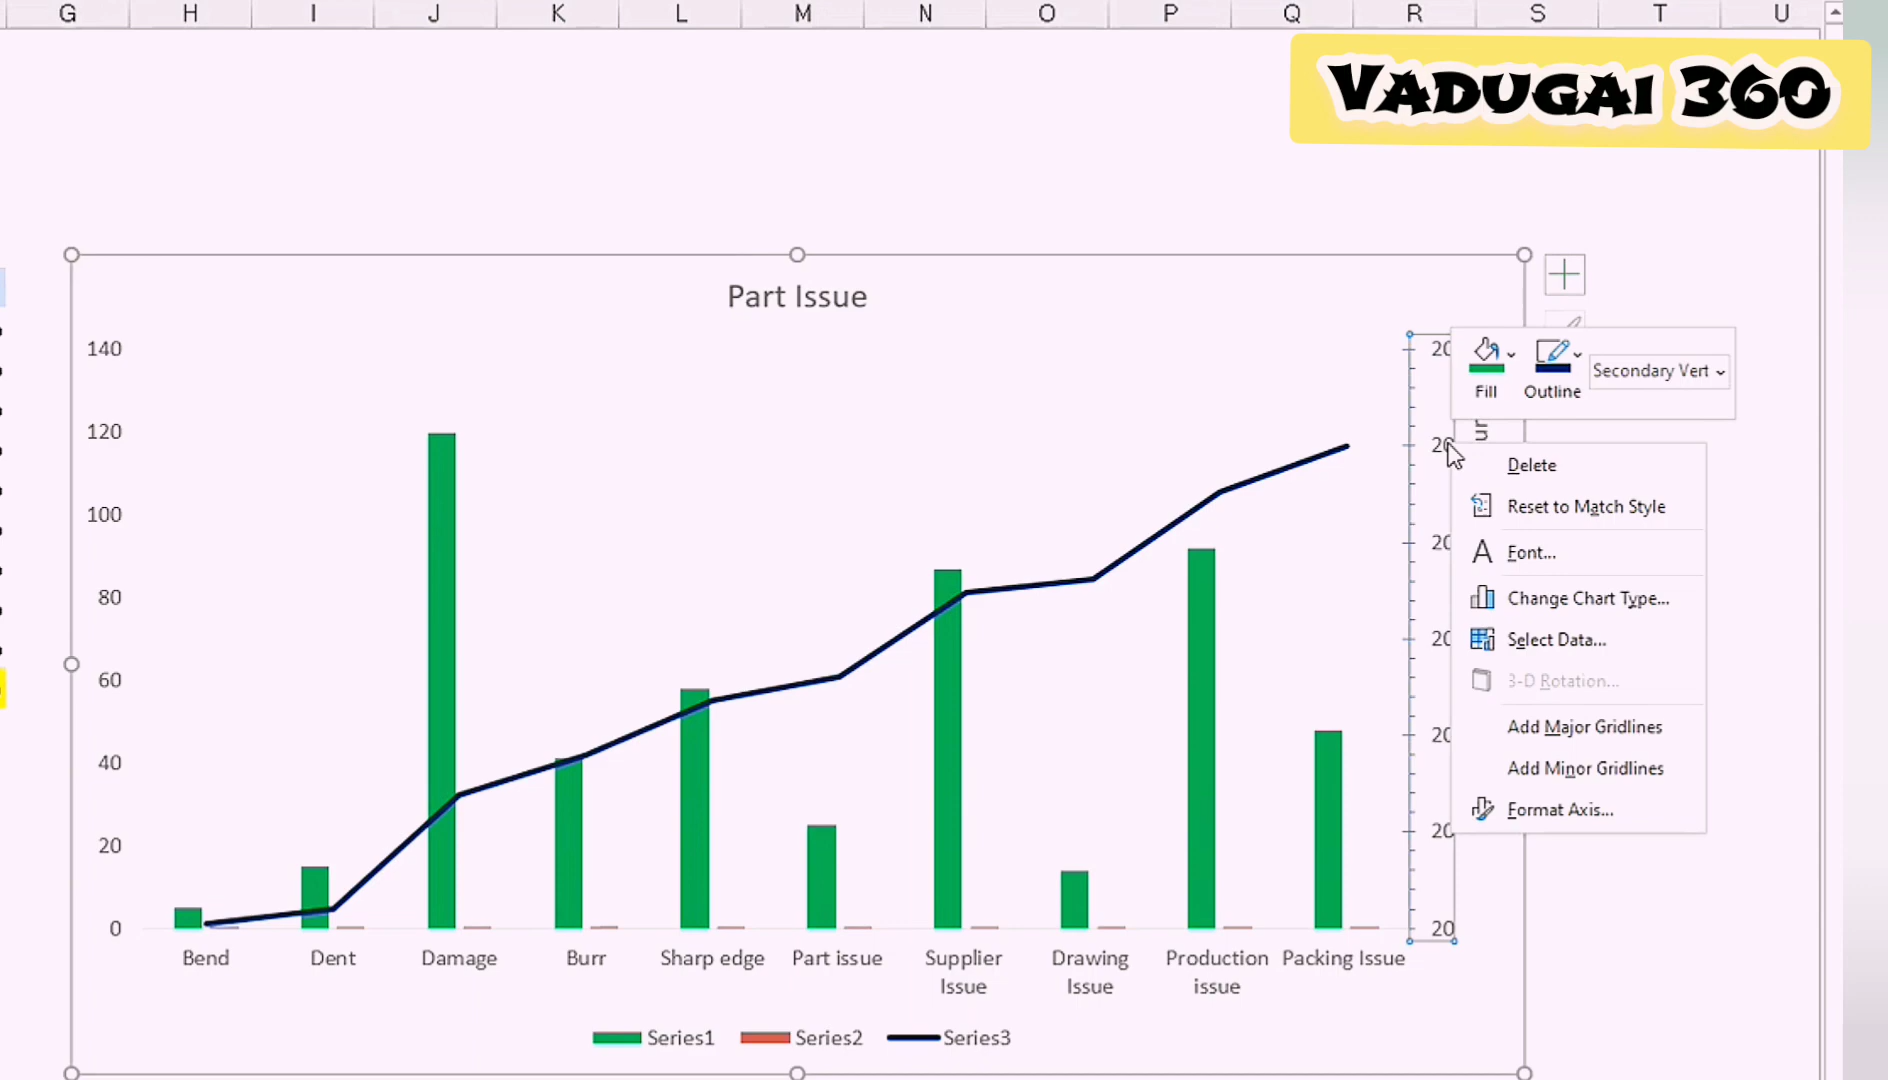 G H I J K L M N O P Q R S T U
VADUGAI 360
Part Issue
140
120
100
80
60
40
20
0
Fill
Outline
Secondary Vert
Delete
Reset to Match Style
Font...
Change Chart Type...
Select Data...
3-D Rotation...
Add Major Gridlines
Add Minor Gridlines
Format Axis...
Bend
Dent
Damage
Burr
Sharp edge
Part issue
Supplier
Issue
Drawing
Issue
Production
issue
Packing Issue
Series1 Series2 Series3